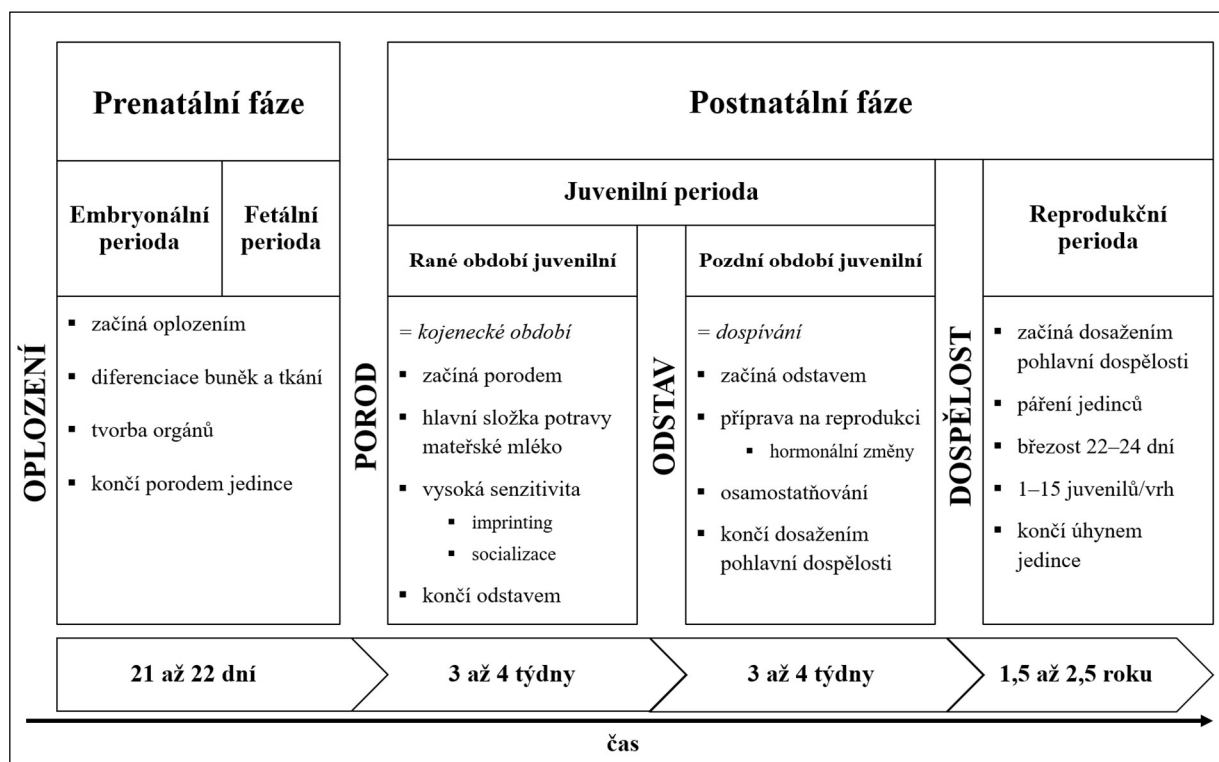 Prenatální fáze
Postnatální fáze
Embryonální
perioda
Fetální
perioda
Juvenilní perioda
Reprodukční
perioda
Rané období juvenilní
Pozdní období juvenilní
OPLOZENÍ
▪ začíná oplozením
▪ diferenciace buněk a tkání
▪ tvorba orgánů
▪ končí porodem jedince
POROD
= kojenecké období
▪ začíná porodem
▪ hlavní složka potravy
mateřské mléko
▪ vysoká senzitivita
▪ imprinting
▪ socializace
▪ končí odstavem
ODSTAV
= dospívání
▪ začíná odstavem
▪ příprava na reprodukci
▪ hormonální změny
▪ osamostatňování
▪ končí dosažením
pohlavní dospělosti
DOSPĚLOST
▪ začíná dosažením
pohlavní dospělosti
▪ páření jedinců
▪ březost 22–24 dní
▪ 1–15 juvenilů/vrh
▪ končí úhynem
jedince
21 až 22 dní
3 až 4 týdny
3 až 4 týdny
1,5 až 2,5 roku
čas